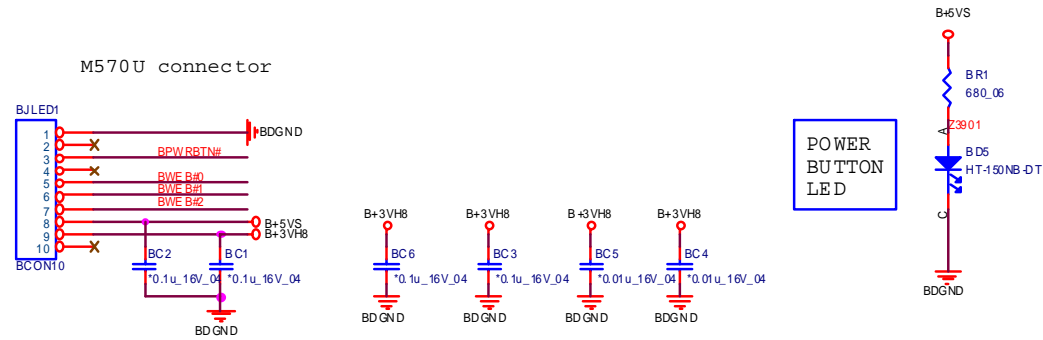 B+5VS
M570U connector
BR1
680_06
BJLED1
1
2
3
4
5
6
7
8
9
10
BCON10
BDGND
BPWRBTN#
BWEB#0
BWEB#1
BWEB#2
B+5VS
B+3VH8
BC2
*0.1u_16V_04
BC1
*0.1u_16V_04
BDGND
B+3VH8
BC6
*0.1u_16V_04
BDGND
B+3VH8
BC3
*0.1u_16V_04
BDGND
B+3VH8
BC5
*0.01u_16V_04
BDGND
B+3VH8
BC4
*0.01u_16V_04
BDGND
POWER
BUTTON
LED
Z3901
A
BD5
HT-150NB-DT
C
BDGND